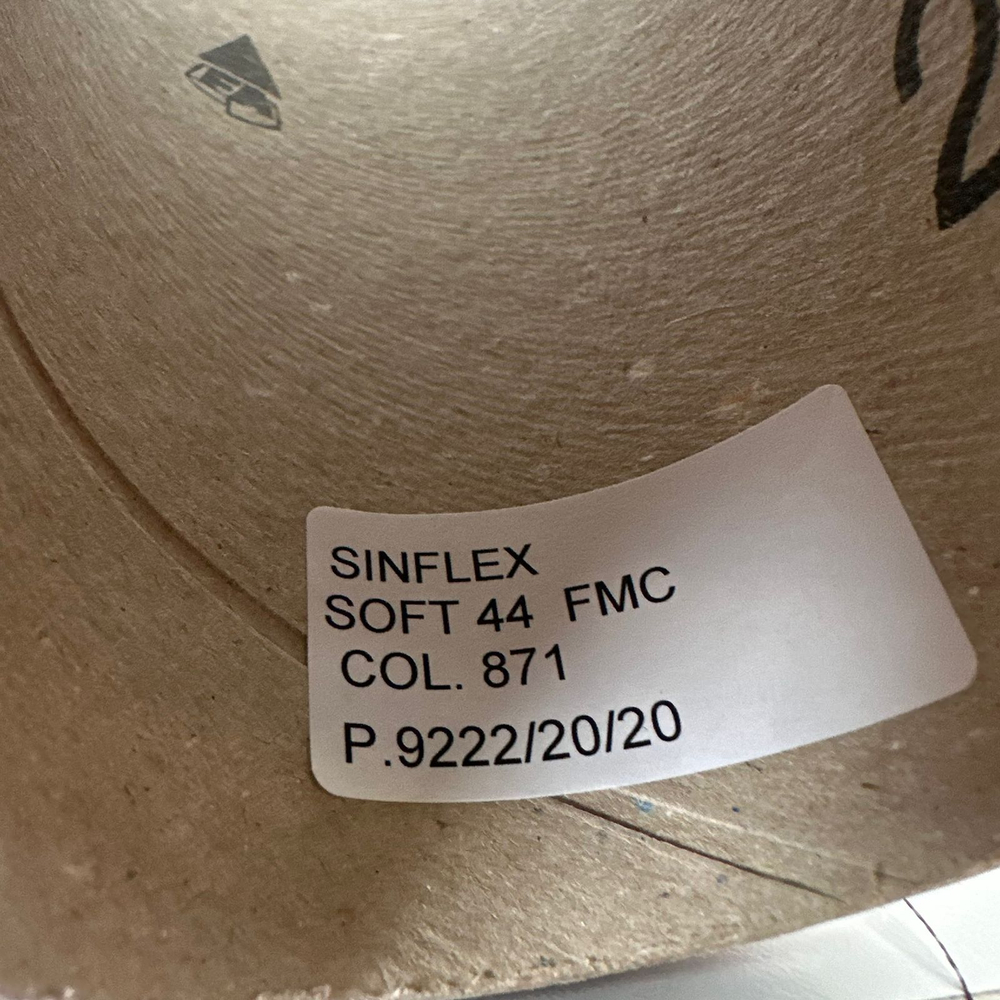 SINFLEX
SOFT 44 FMC
COL. 871
P.9222/20/20